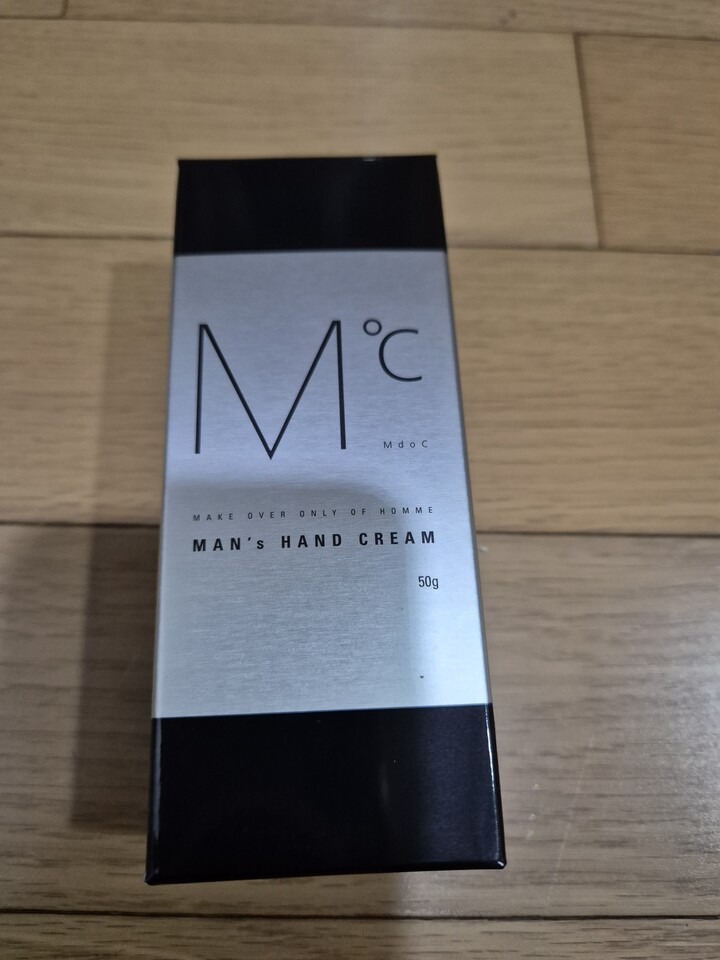 M°C
MdoC
MAKE OVER ONLY OF HOMME
MAN's HAND CREAM
50g